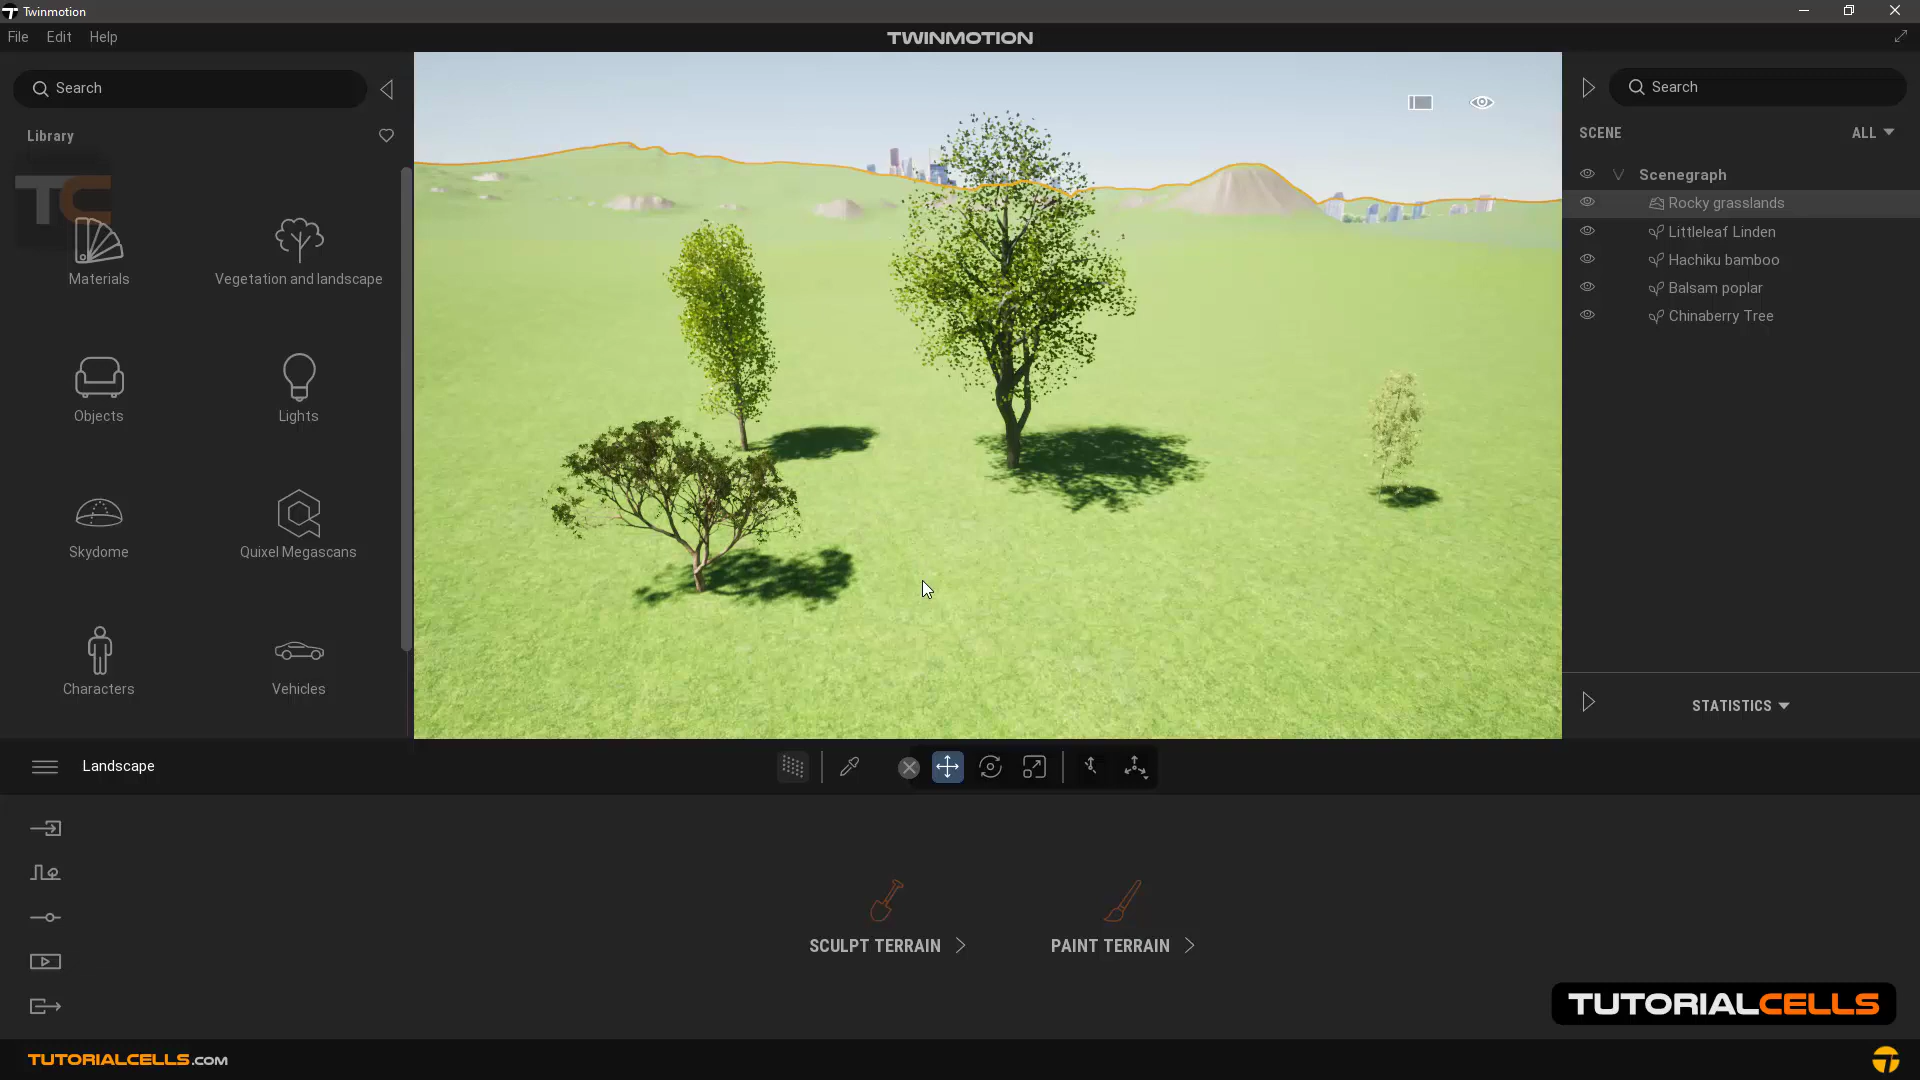 Twinmotion
File Edit Help
TWINMOTION
Search
Search
Library
SCENE
ALL
TC
Scenegraph
Rocky grasslands
Littleleaf Linden
Hachiku bamboo
Balsam poplar
Chinaberry Tree
Materials
Vegetation and landscape
Objects
Lights
Skydome
Quixel Megascans
Characters
Vehicles
STATISTICS
Landscape
SCULPT TERRAIN
PAINT TERRAIN
TUTORIALCELLS
TUTORIALCELLS.COM